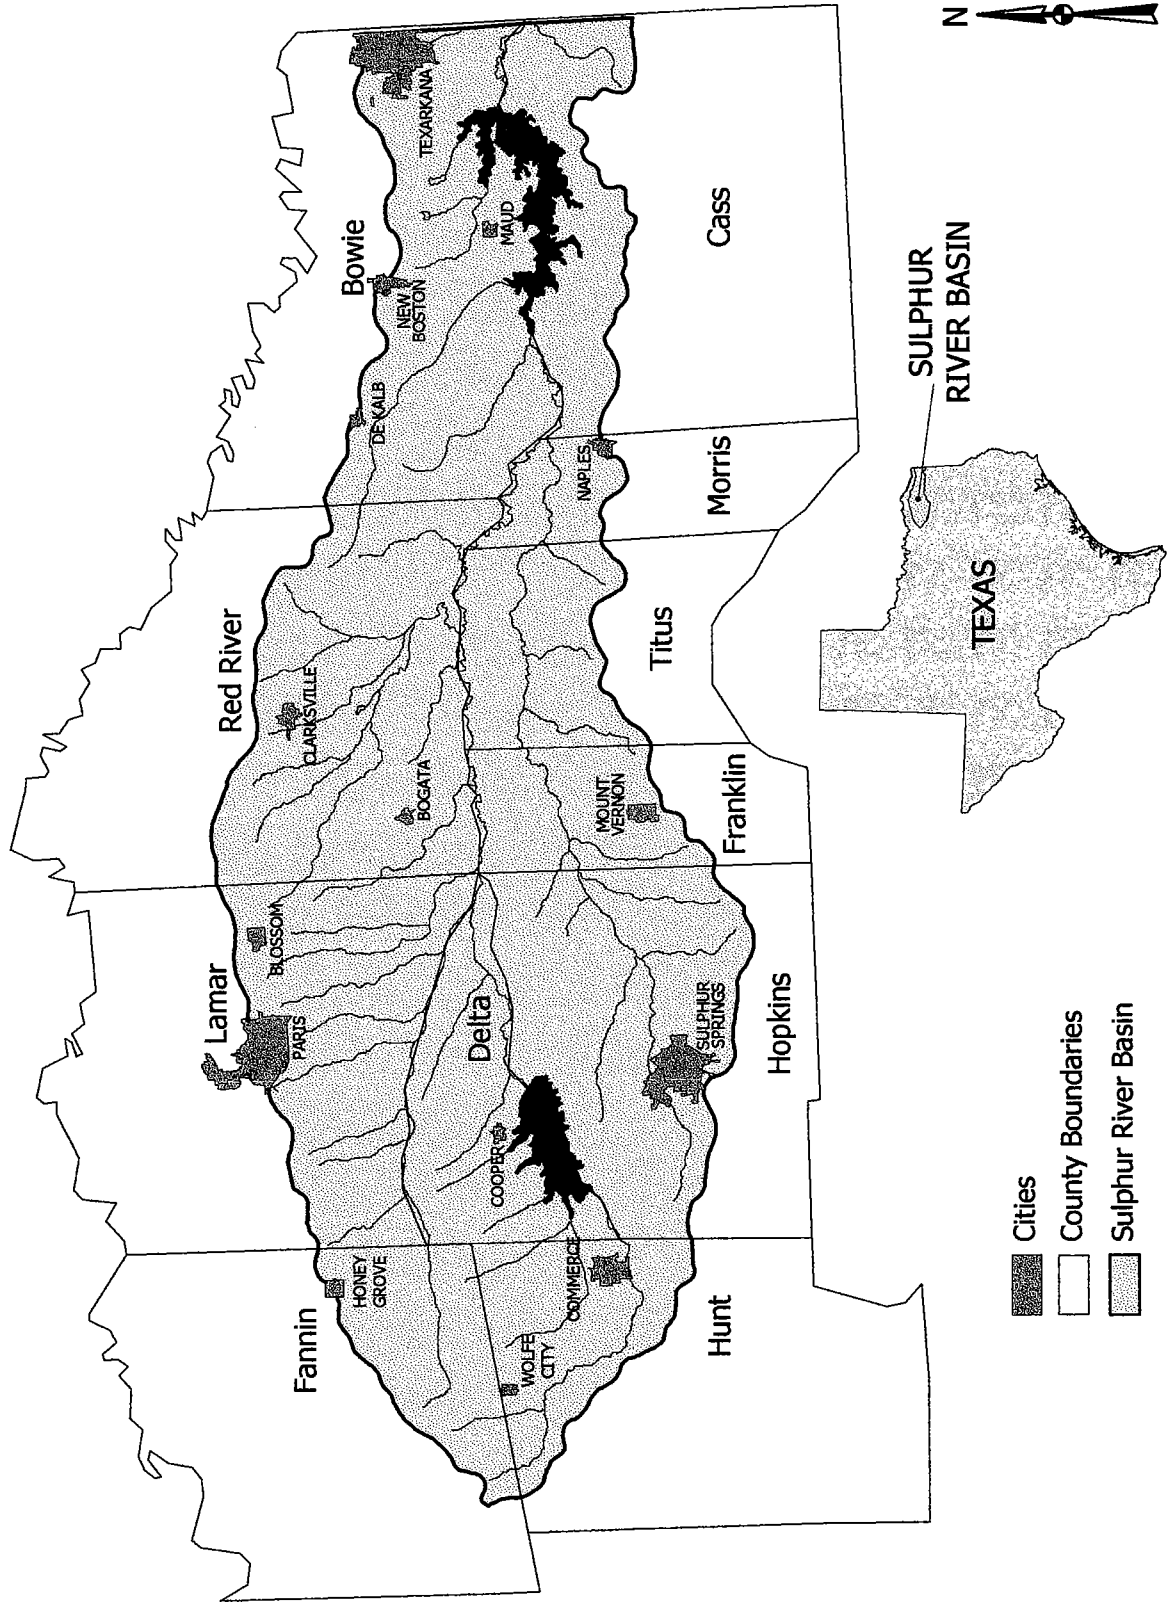 N
Fannin
Lamar
Red River
Bowie
HONEY
GROVE
PARIS
BLOSSOM
CLARKSVILLE
BOGATA
DE KALB
NEW
BOSTON
TEXARKANA
MAUD
WOLFE
CITY
COMMERCE
COOPER
Delta
SULPHUR
SPRINGS
MOUNT
VERNON
NAPLES
Hunt
Hopkins
Franklin
Titus
Morris
Cass
Cities
County Boundaries
Sulphur River Basin
TEXAS
SULPHUR
RIVER BASIN